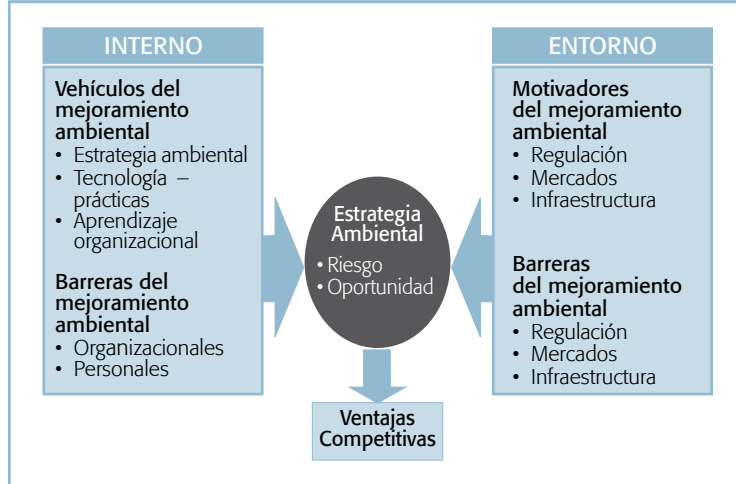 INTERNO
Vehículos del
mejoramiento
ambiental
• Estrategia ambiental
• Tecnología –
prácticas
• Aprendizaje
organizacional
Barreras del
mejoramiento
ambiental
• Organizacionales
• Personales
Estrategia
Ambiental
• Riesgo
• Oportunidad
Ventajas
Competitivas
ENTORNO
Motivadores
del mejoramiento
ambiental
• Regulación
• Mercados
• Infraestructura
Barreras
del mejoramiento
ambiental
• Regulación
• Mercados
• Infraestructura